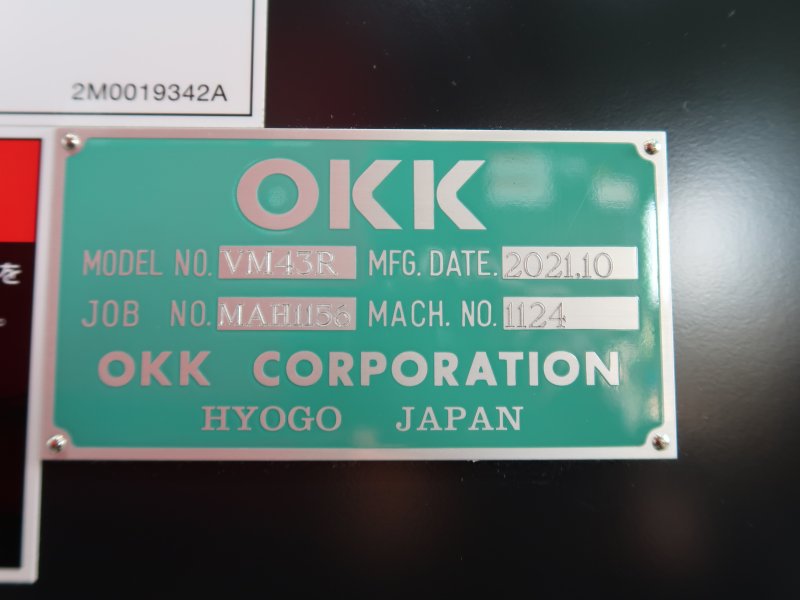 2M0019342A
OKK
MODEL NO. VM43R MFG. DATE. 2021.10
JOB NO. MAH1156 MACH. NO. 1124
OKK CORPORATION
HYOGO JAPAN
を